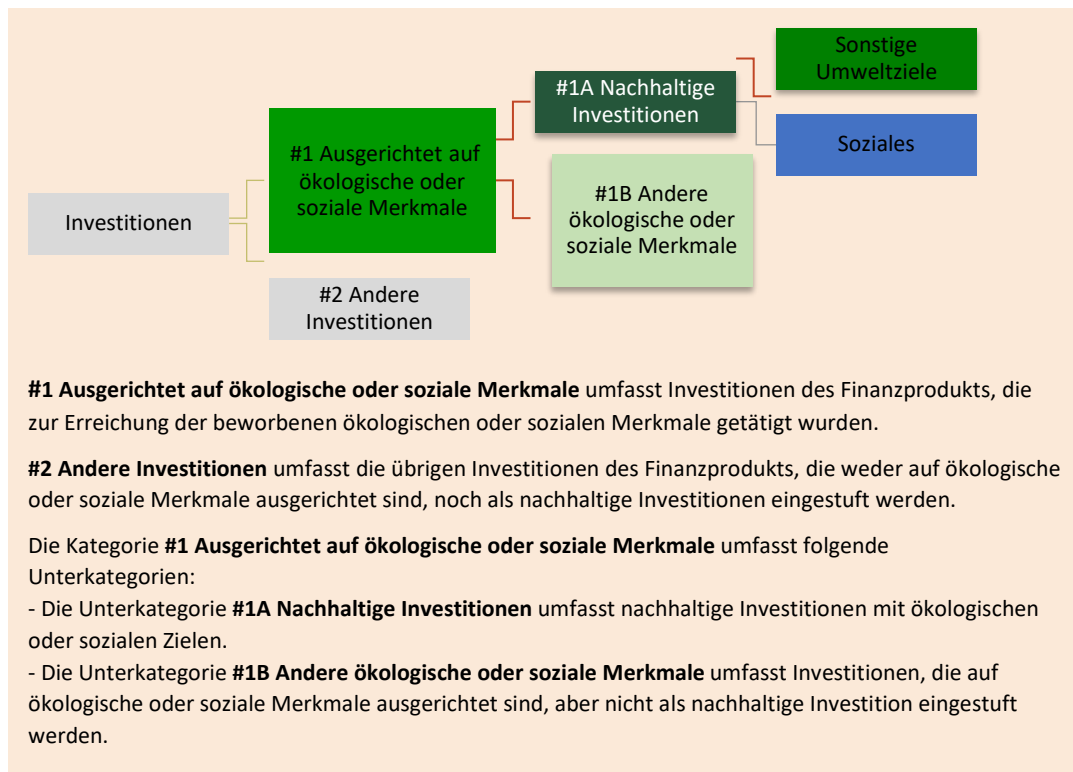 Sonstige
Umweltziele
#1A Nachhaltige
Investitionen
Soziales
#1 Ausgerichtet auf
ökologische oder
soziale Merkmale
#1B Andere
ökologische oder
soziale Merkmale
Investitionen
#2 Andere
Investitionen
#1 Ausgerichtet auf ökologische oder soziale Merkmale umfasst Investitionen des Finanzprodukts, die
zur Erreichung der beworbenen ökologischen oder sozialen Merkmale getätigt wurden.
#2 Andere Investitionen umfasst die übrigen Investitionen des Finanzprodukts, die weder auf ökologische
oder soziale Merkmale ausgerichtet sind, noch als nachhaltige Investitionen eingestuft werden.
Die Kategorie #1 Ausgerichtet auf ökologische oder soziale Merkmale umfasst folgende
Unterkategorien:
- Die Unterkategorie #1A Nachhaltige Investitionen umfasst nachhaltige Investitionen mit ökologischen
oder sozialen Zielen.
- Die Unterkategorie #1B Andere ökologische oder soziale Merkmale umfasst Investitionen, die auf
ökologische oder soziale Merkmale ausgerichtet sind, aber nicht als nachhaltige Investition eingestuft
werden.